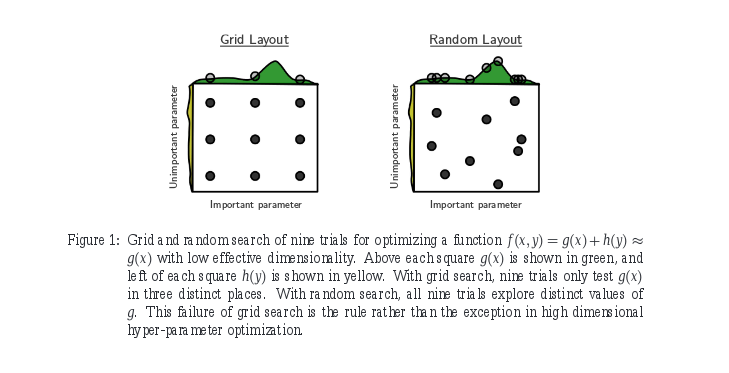 Grid Layout
Random Layout
Unimportant parameter
Unimportant parameter
Important parameter
Important parameter
Figure 1: Grid and random search of nine trials for optimizing a function f(x,y) = g(x) + h(y) ≈
g(x) with low effective dimensionality. Above each square g(x) is shown in green, and
left of each square h(y) is shown in yellow. With grid search, nine trials only test g(x)
in three distinct places. With random search, all nine trials explore distinct values of
g. This failure of grid search is the rule rather than the exception in high dimensional
hyper-parameter optimization.